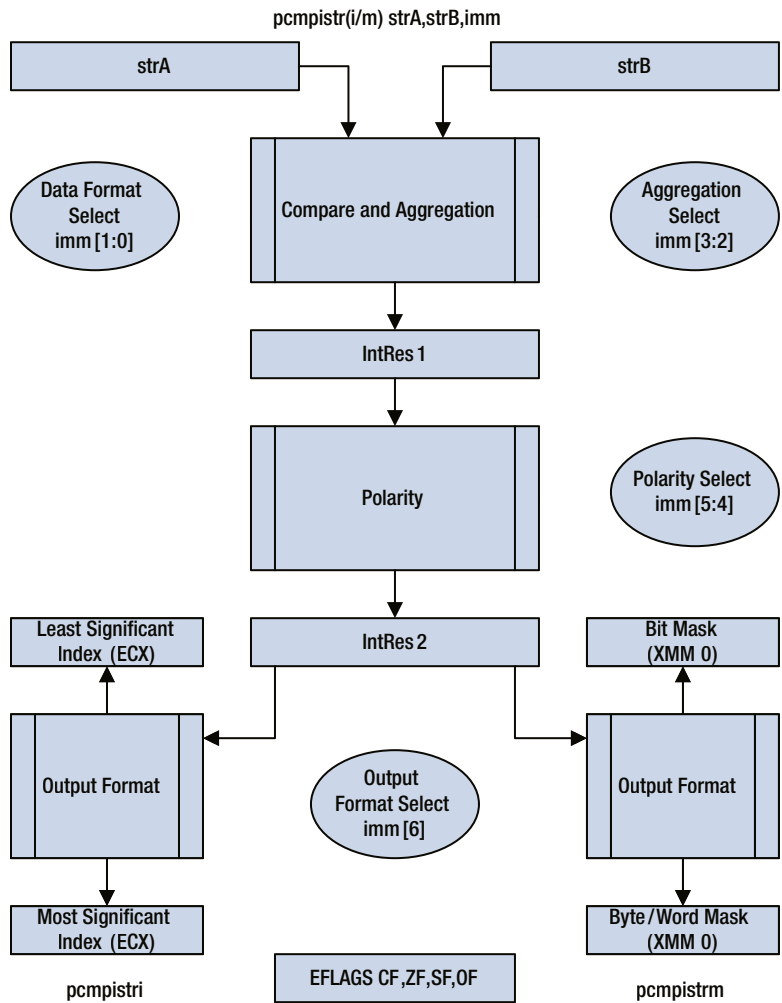 pcmpistr(i/m) strA,strB,imm
strA
strB
Data Format
Select
imm [1:0]
Compare and Aggregation
Aggregation
Select
imm [3:2]
IntRes 1
Polarity
Polarity Select
imm [5:4]
Least Significant
Index (ECX)
IntRes 2
Bit Mask
(XMM 0)
Output Format
Output
Format Select
imm [6]
Output Format
Most Significant
Index (ECX)
Byte/Word Mask
(XMM 0)
pcmpistri
EFLAGS CF,ZF,SF,OF
pcmpistrm